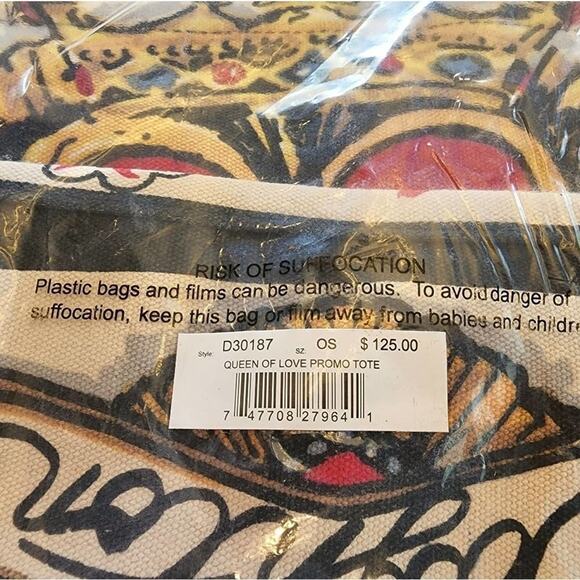 RISK OF SUFFOCATION
Plastic bags and films can be dangerous. To avoid danger of
suffocation, keep this bag or film away from babies and childre
Style: D30187 SZ: OS $ 125.00
QUEEN OF LOVE PROMO TOTE
7 47708 27964 1